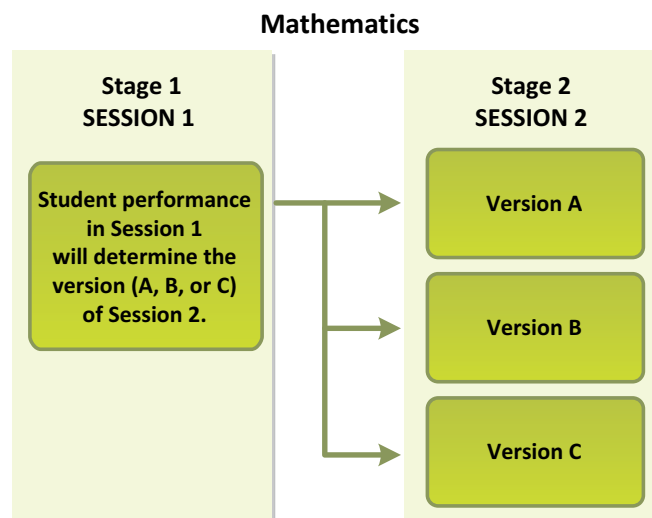 Mathematics
Stage 1
SESSION 1
Student performance
in Session 1
will determine the
version (A, B, or C)
of Session 2.
Stage 2
SESSION 2
Version A
Version B
Version C